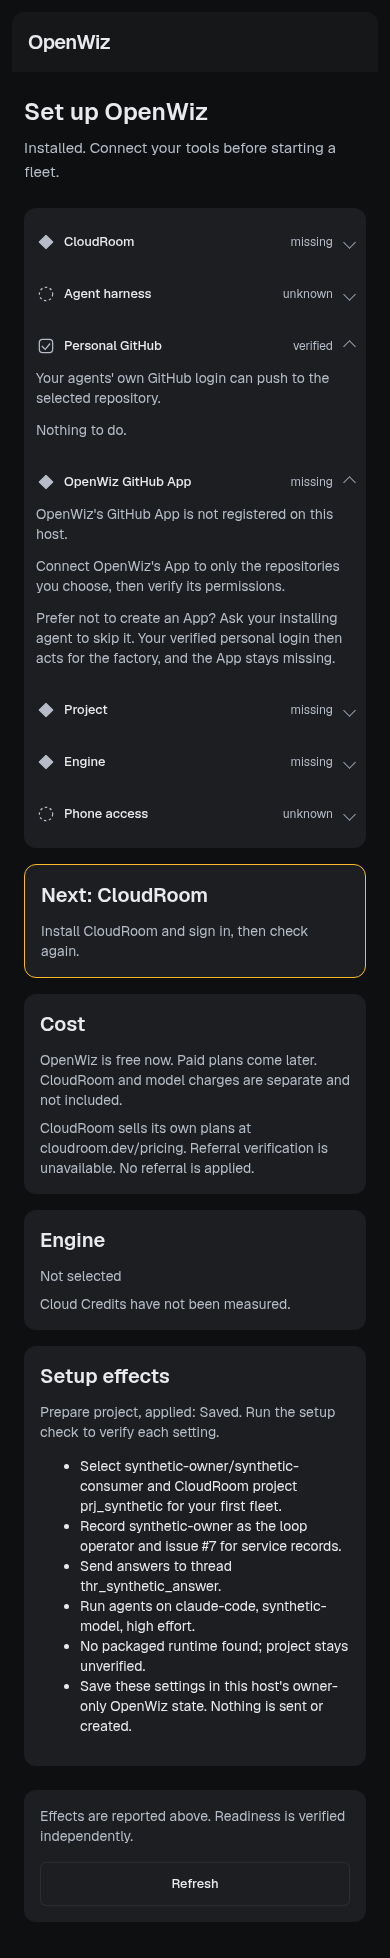 OpenWiz
Set up OpenWiz
Installed. Connect your tools before starting a
fleet.
CloudRoom missing
Agent harness unknown
Personal GitHub verified
Your agents' own GitHub login can push to the
selected repository.
Nothing to do.
OpenWiz GitHub App missing
OpenWiz's GitHub App is not registered on this
host.
Connect OpenWiz's App to only the repositories
you choose, then verify its permissions.
Prefer not to create an App? Ask your installing
agent to skip it. Your verified personal login then
acts for the factory, and the App stays missing.
Project missing
Engine missing
Phone access unknown
Next: CloudRoom
Install CloudRoom and sign in, then check
again.
Cost
OpenWiz is free now. Paid plans come later.
CloudRoom and model charges are separate and
not included.
CloudRoom sells its own plans at
cloudroom.dev/pricing. Referral verification is
unavailable. No referral is applied.
Engine
Not selected
Cloud Credits have not been measured.
Setup effects
Prepare project, applied: Saved. Run the setup
check to verify each setting.
• Select synthetic-owner/synthetic-
consumer and CloudRoom project
prj_synthetic for your first fleet.
• Record synthetic-owner as the loop
operator and issue #7 for service records.
• Send answers to thread
thr_synthetic_answer.
• Run agents on claude-code, synthetic-
model, high effort.
• No packaged runtime found; project stays
unverified.
• Save these settings in this host's owner-
only OpenWiz state. Nothing is sent or
created.
Effects are reported above. Readiness is verified
independently.
Refresh